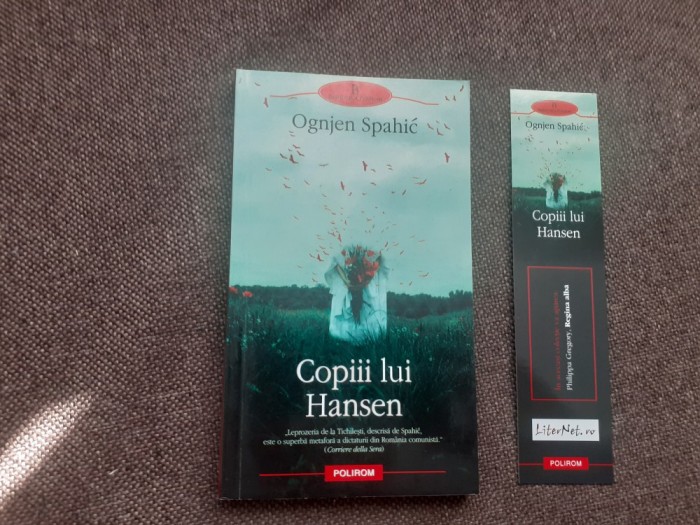 Ognjen Spahić
Copiii lui
Hansen
„Leprozeria de la Tichilești, descrisă de Spahić,
este o superbă metaforă a dictaturii din România comunistă.”
(Corriere della Sera)
POLIROM
Ognjen Spahić
Copiii lui
Hansen
Philippa Gregory, Regina albă
LiterNet.ro
POLIROM